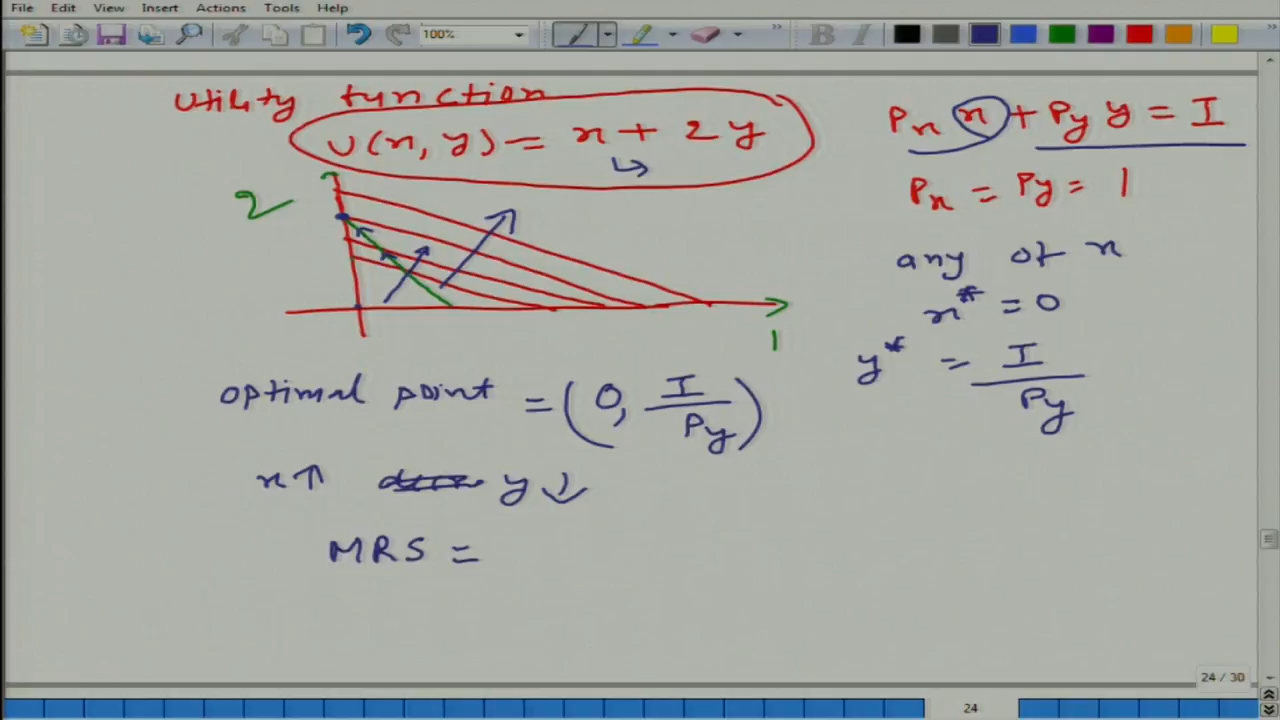 File Edit View Insert Actions Tools Help
100%
B I
Utility function
U(x, y) = x + 2y
Px x + Py y = I
Px = Py = 1
2
1
any of x
x* = 0
y* = I / Py
optimal point = (0, I / Py)
x↑ y↓
MRS =
24 / 30
24